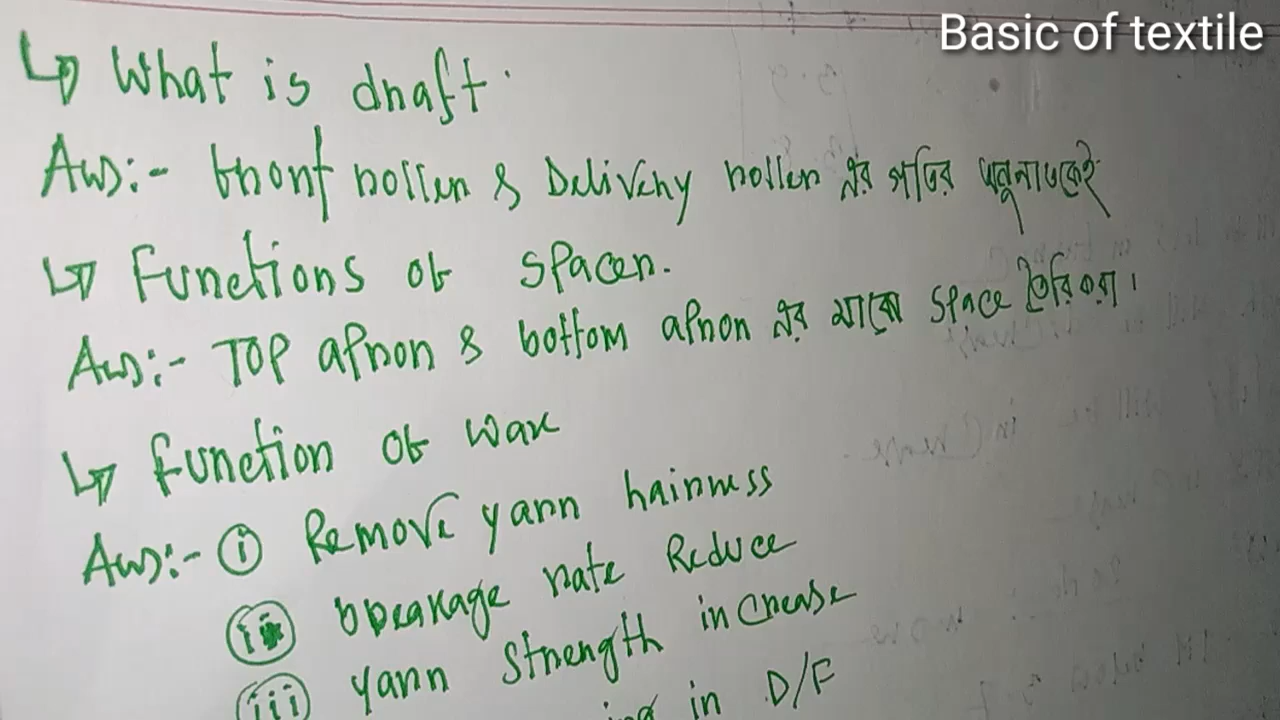 Basic of textile
What is draft.
Ans:- front roller & Delivery roller এর গতির অনুপাতকেই
Functions of spacer.
Ans:- Top apron & bottom apron এর মাঝে space তৈরি করা।
Function of wax
Ans:- (i) Remove yarn hairness
(ii) breakage rate Reduce
(iii) yarn strength increase
in D/F